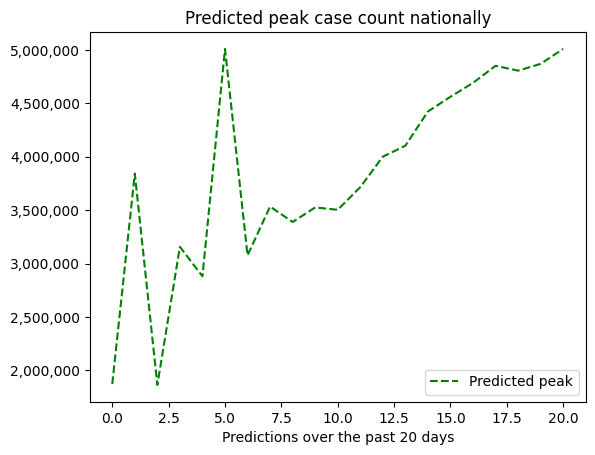 Predicted peak case count nationally
5,000,000
4,500,000
4,000,000
3,500,000
3,000,000
2,500,000
2,000,000
Predicted peak
0.0 2.5 5.0 7.5 10.0 12.5 15.0 17.5 20.0
Predictions over the past 20 days